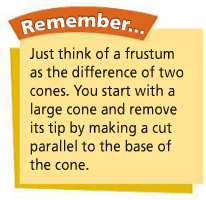 Remember...
Just think of a frustum
as the difference of two
cones. You start with a
large cone and remove
its tip by making a cut
parallel to the base of
the cone.